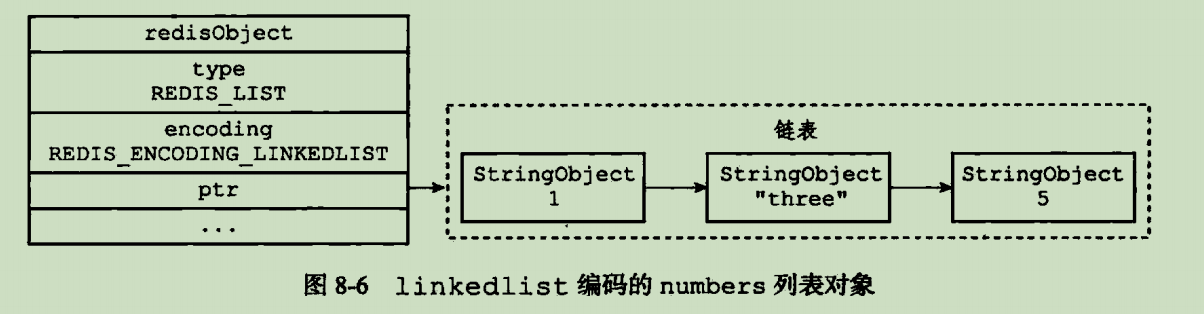 redisObject
type
REDIS_LIST
encoding
REDIS_ENCODING_LINKEDLIST
ptr
...
链表
StringObject
1
StringObject
"three"
StringObject
5
图 8-6 linkedlist 编码的 numbers 列表对象